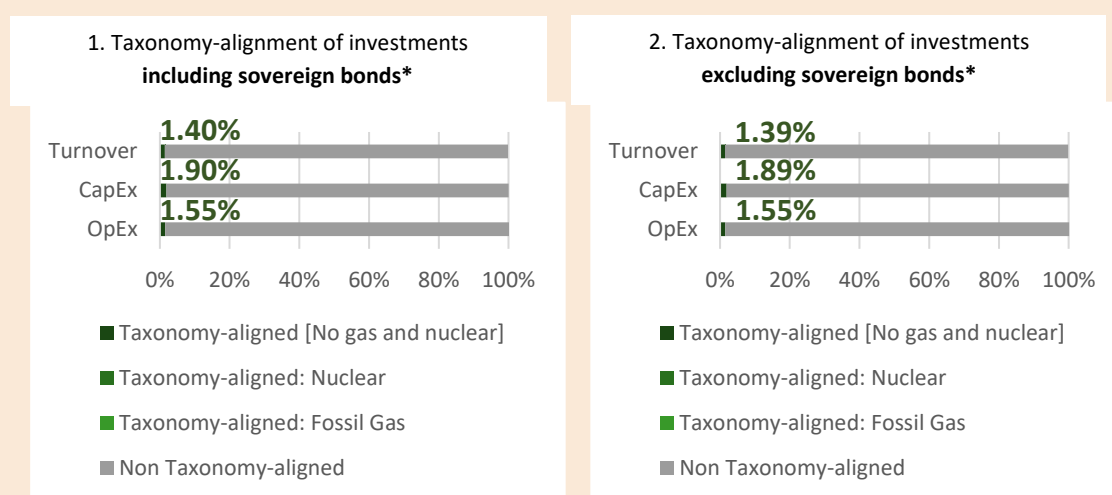 1. Taxonomy-alignment of investments
including sovereign bonds*
1.40%
Turnover
1.90%
CapEx
1.55%
OpEx
0% 20% 40% 60% 80% 100%
Taxonomy-aligned [No gas and nuclear]
Taxonomy-aligned: Nuclear
Taxonomy-aligned: Fossil Gas
Non Taxonomy-aligned
2. Taxonomy-alignment of investments
excluding sovereign bonds*
1.39%
Turnover
1.89%
CapEx
1.55%
OpEx
0% 20% 40% 60% 80% 100%
Taxonomy-aligned [No gas and nuclear]
Taxonomy-aligned: Nuclear
Taxonomy-aligned: Fossil Gas
Non Taxonomy-aligned